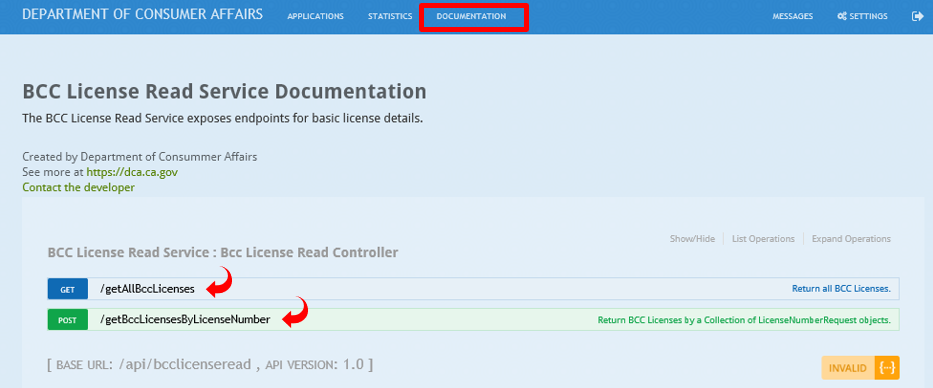 DEPARTMENT OF CONSUMER AFFAIRS APPLICATIONS STATISTICS DOCUMENTATION MESSAGES SETTINGS
BCC License Read Service Documentation
The BCC License Read Service exposes endpoints for basic license details.
Created by Department of Consummer Affairs
See more at https://dca.ca.gov
Contact the developer
Show/Hide List Operations Expand Operations
BCC License Read Service : Bcc License Read Controller
GET /getAllBccLicenses Return all BCC Licenses.
POST /getBccLicensesByLicenseNumber Return BCC Licenses by a Collection of LicenseNumberRequest objects.
[ BASE URL: /api/bcclicenseread , API VERSION: 1.0 ] INVALID {...}